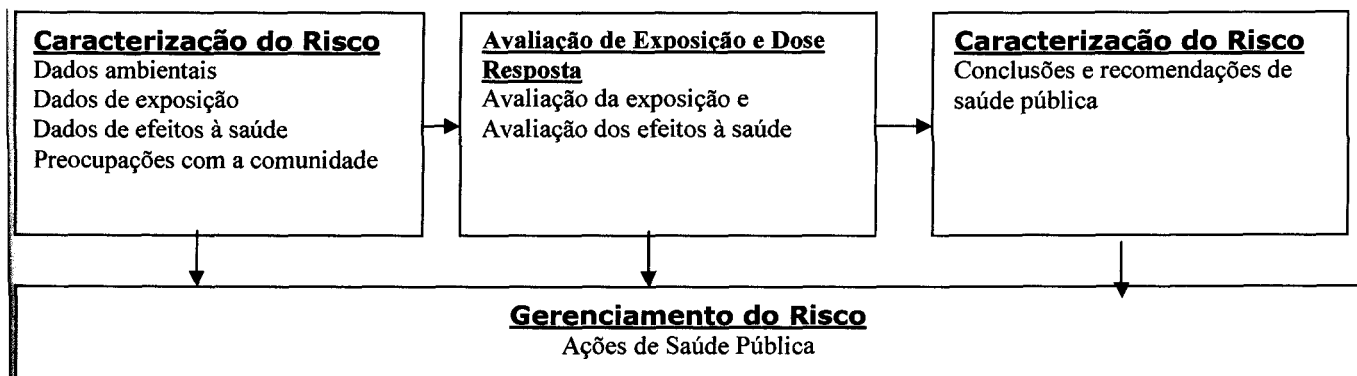 Caracterização do Risco
Dados ambientais
Dados de exposição
Dados de efeitos à saúde
Preocupações com a comunidade
Avaliação de Exposição e Dose
Resposta
Avaliação da exposição e
Avaliação dos efeitos à saúde
Caracterização do Risco
Conclusões e recomendações de
saúde pública
Gerenciamento do Risco
Ações de Saúde Pública